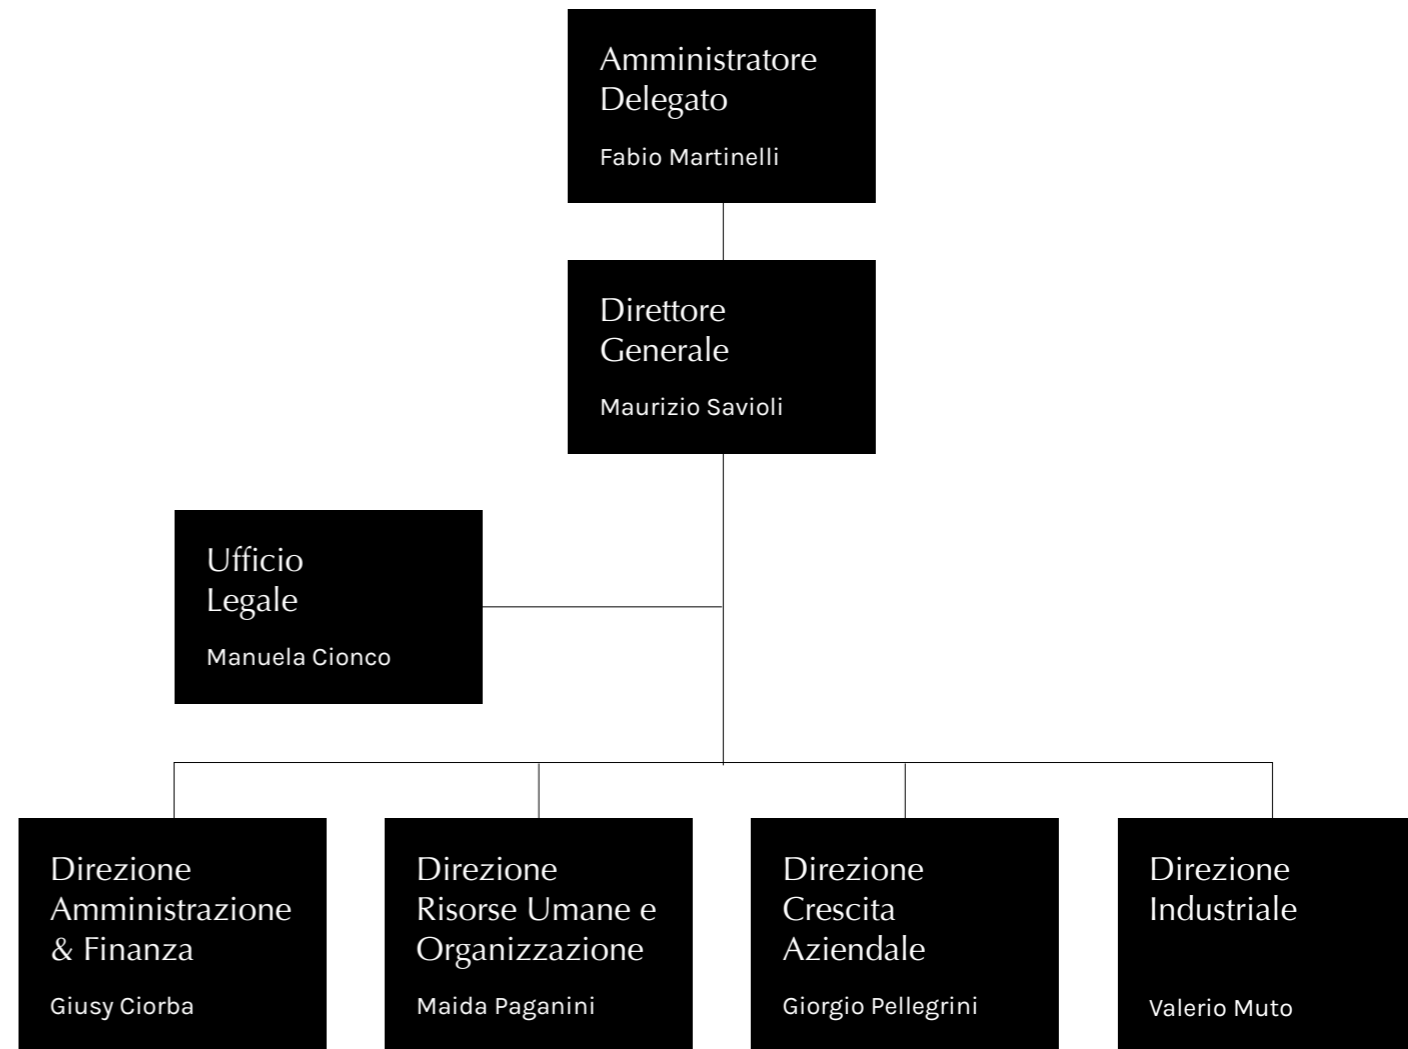 Amministratore
Delegato
Fabio Martinelli
Direttore
Generale
Maurizio Savioli
Ufficio
Legale
Manuela Cionco
Direzione
Amministrazione
& Finanza
Giusy Ciorba
Direzione
Risorse Umane e
Organizzazione
Maida Paganini
Direzione
Crescita
Aziendale
Giorgio Pellegrini
Direzione
Industriale
Valerio Muto